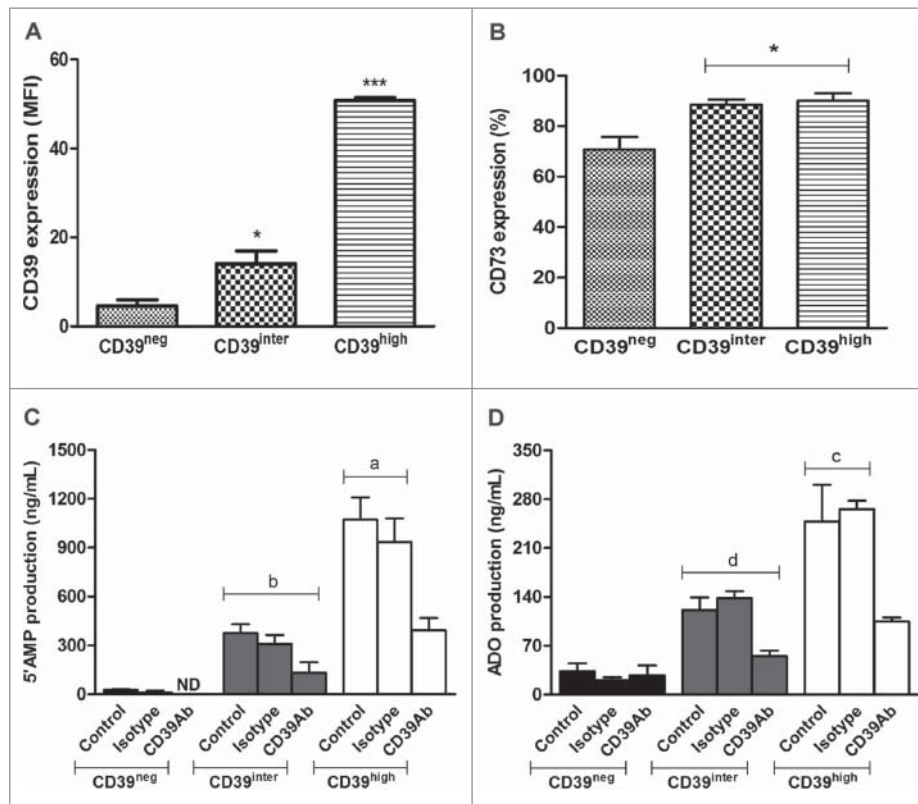 A
CD39 expression (MFI)
60
40
20
0
*
***
CD39neg
CD39inter
CD39high
B
CD73 expression (%)
100
80
60
40
20
0
*
CD39neg
CD39inter
CD39high
C
5'AMP production (ng/mL)
1500
1200
900
600
300
0
ND
b
a
Control
Isotype
CD39Ab
Control
Isotype
CD39Ab
Control
Isotype
CD39Ab
CD39neg
CD39inter
CD39high
D
ADO production (ng/mL)
350
280
210
140
70
0
d
c
Control
Isotype
CD39Ab
Control
Isotype
CD39Ab
Control
Isotype
CD39Ab
CD39neg
CD39inter
CD39high